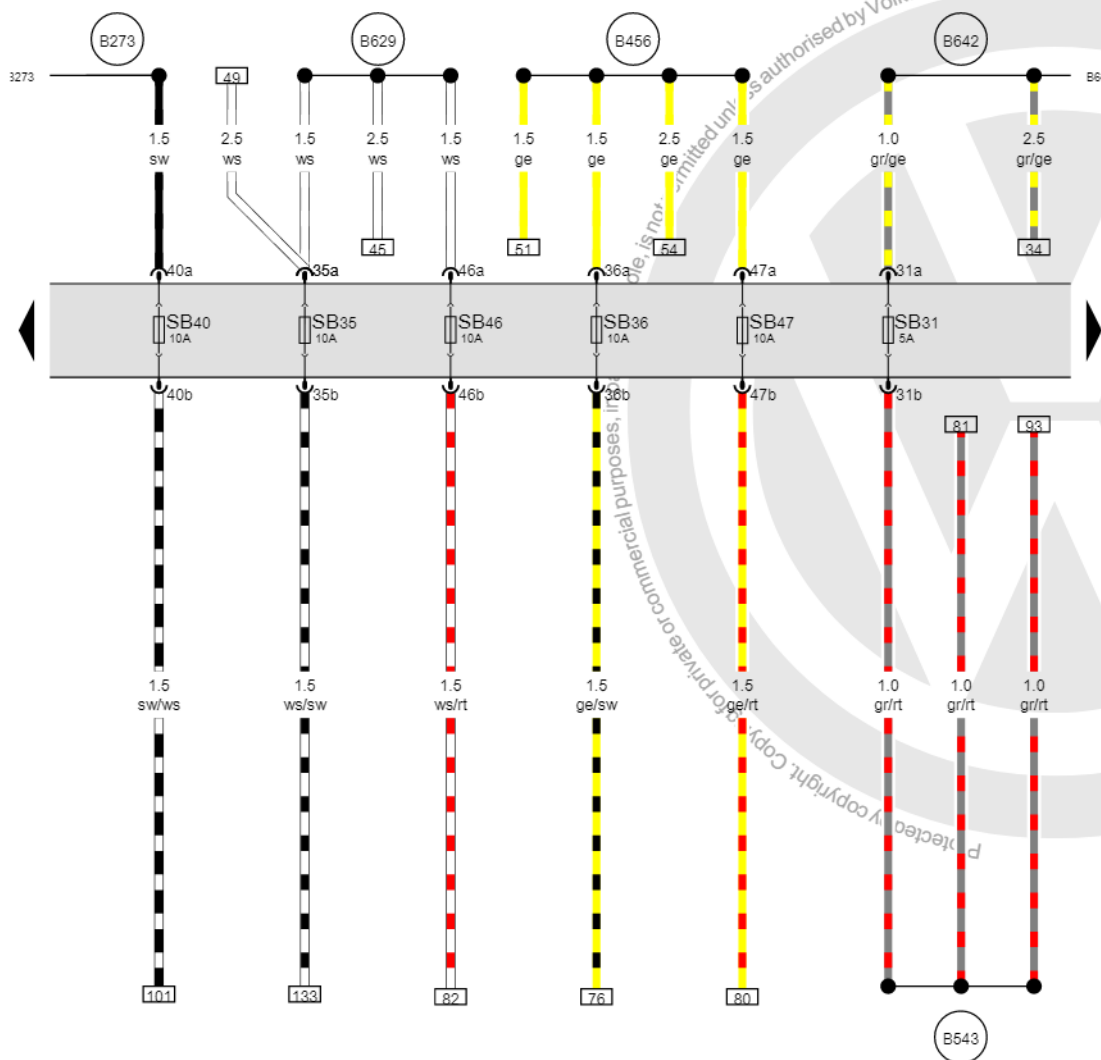 B273
B629
B456
B642
49
1.5 2.5 1.5 2.5 1.5 1.5 1.5 2.5 1.5 1.0 2.5
sw ws ws ws ws ge ge ge ge gr/ge gr/ge
45 51 54 34
40a 35a 46a 36a 47a 31a
SB40 SB35 SB46 SB36 SB47 SB31
10A 10A 10A 10A 10A 5A
40b 35b 46b 36b 47b 31b
81 93
1.5 1.5 1.5 1.5 1.5 1.0 1.0 1.0
sw/ws ws/sw ws/rt ge/sw ge/rt gr/rt gr/rt gr/rt
101 133 82 76 80
B543
Protected by copyright. Copying for private or commercial purposes, in
is not permitted unless authorised by